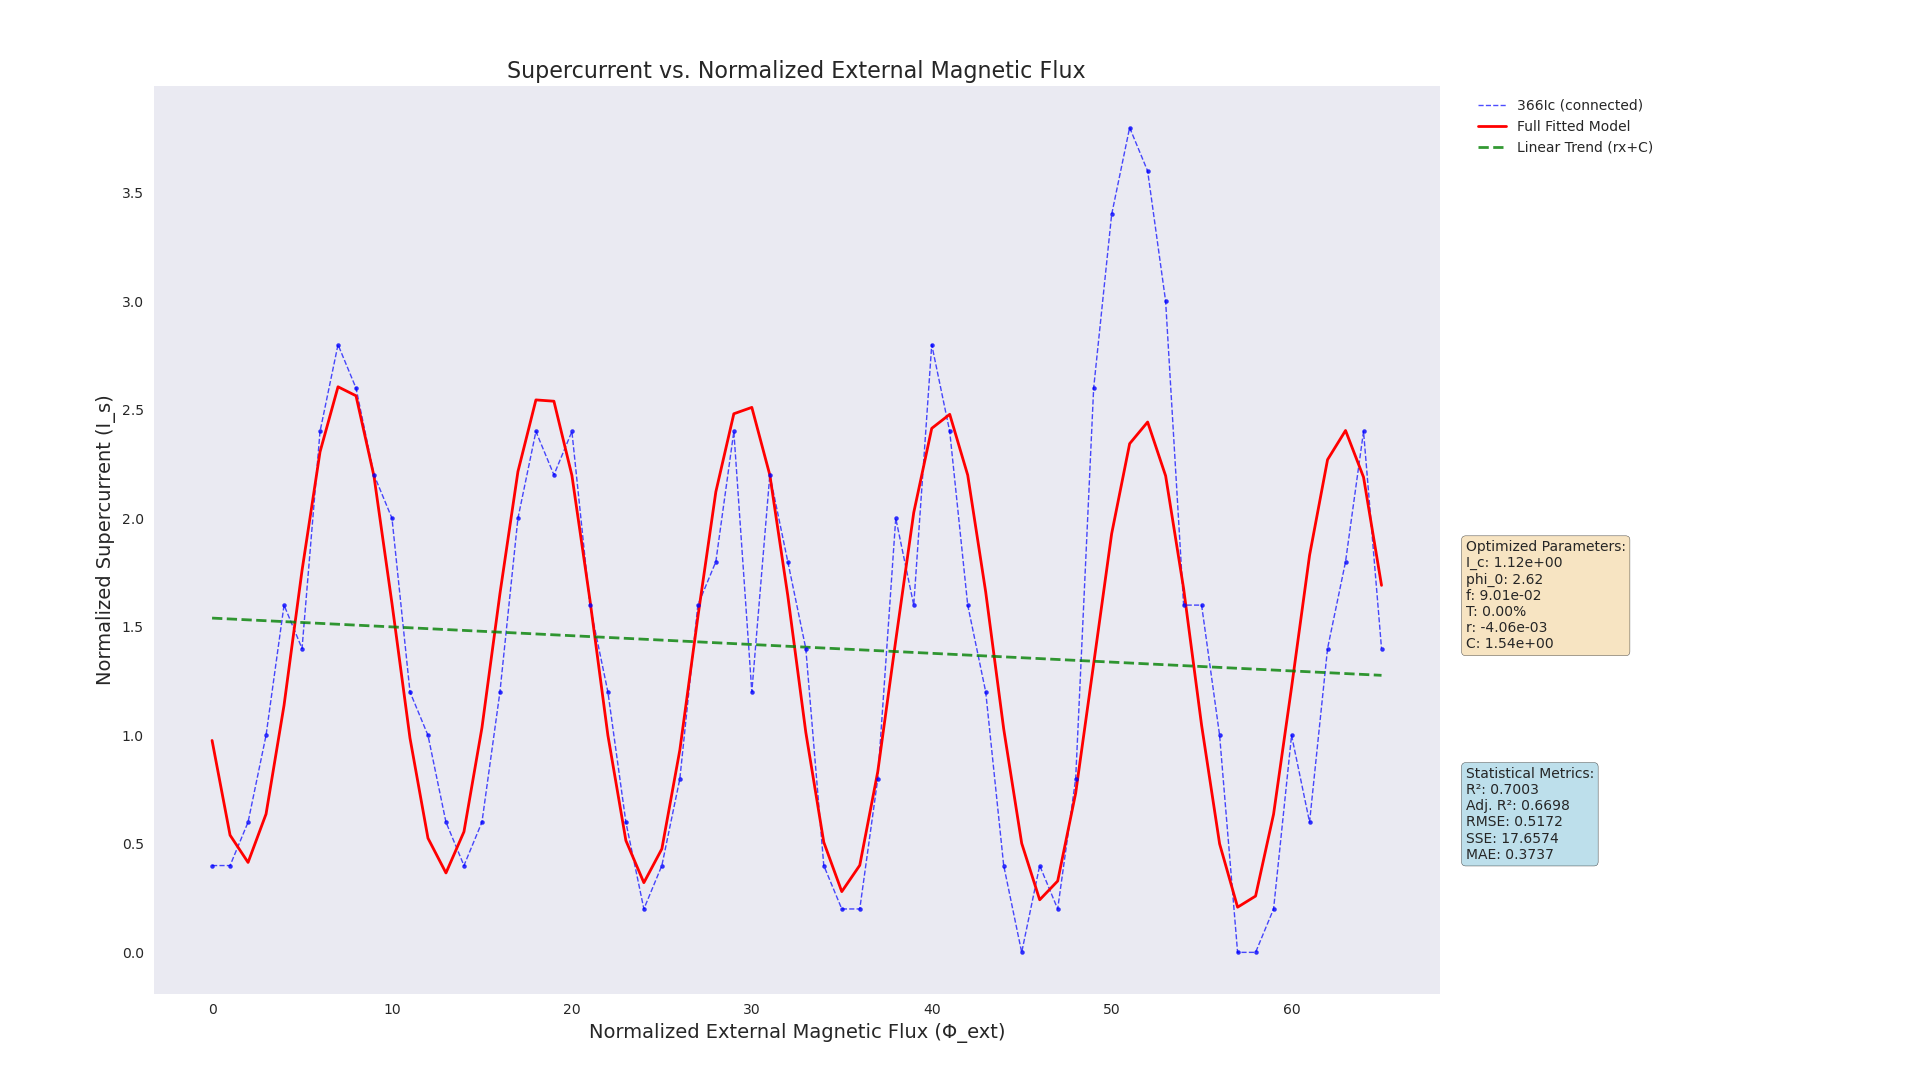 Supercurrent vs. Normalized External Magnetic Flux
366Ic (connected)
Full Fitted Model
Linear Trend (rx+C)
Normalized Supercurrent (I_s)
3.5
3.0
2.5
2.0
1.5
1.0
0.5
0.0
0 10 20 30 40 50 60
Normalized External Magnetic Flux (Φ_ext)
Optimized Parameters:
I_c: 1.12e+00
phi_0: 2.62
f: 9.01e-02
T: 0.00%
r: -4.06e-03
C: 1.54e+00
Statistical Metrics:
R²: 0.7003
Adj. R²: 0.6698
RMSE: 0.5172
SSE: 17.6574
MAE: 0.3737